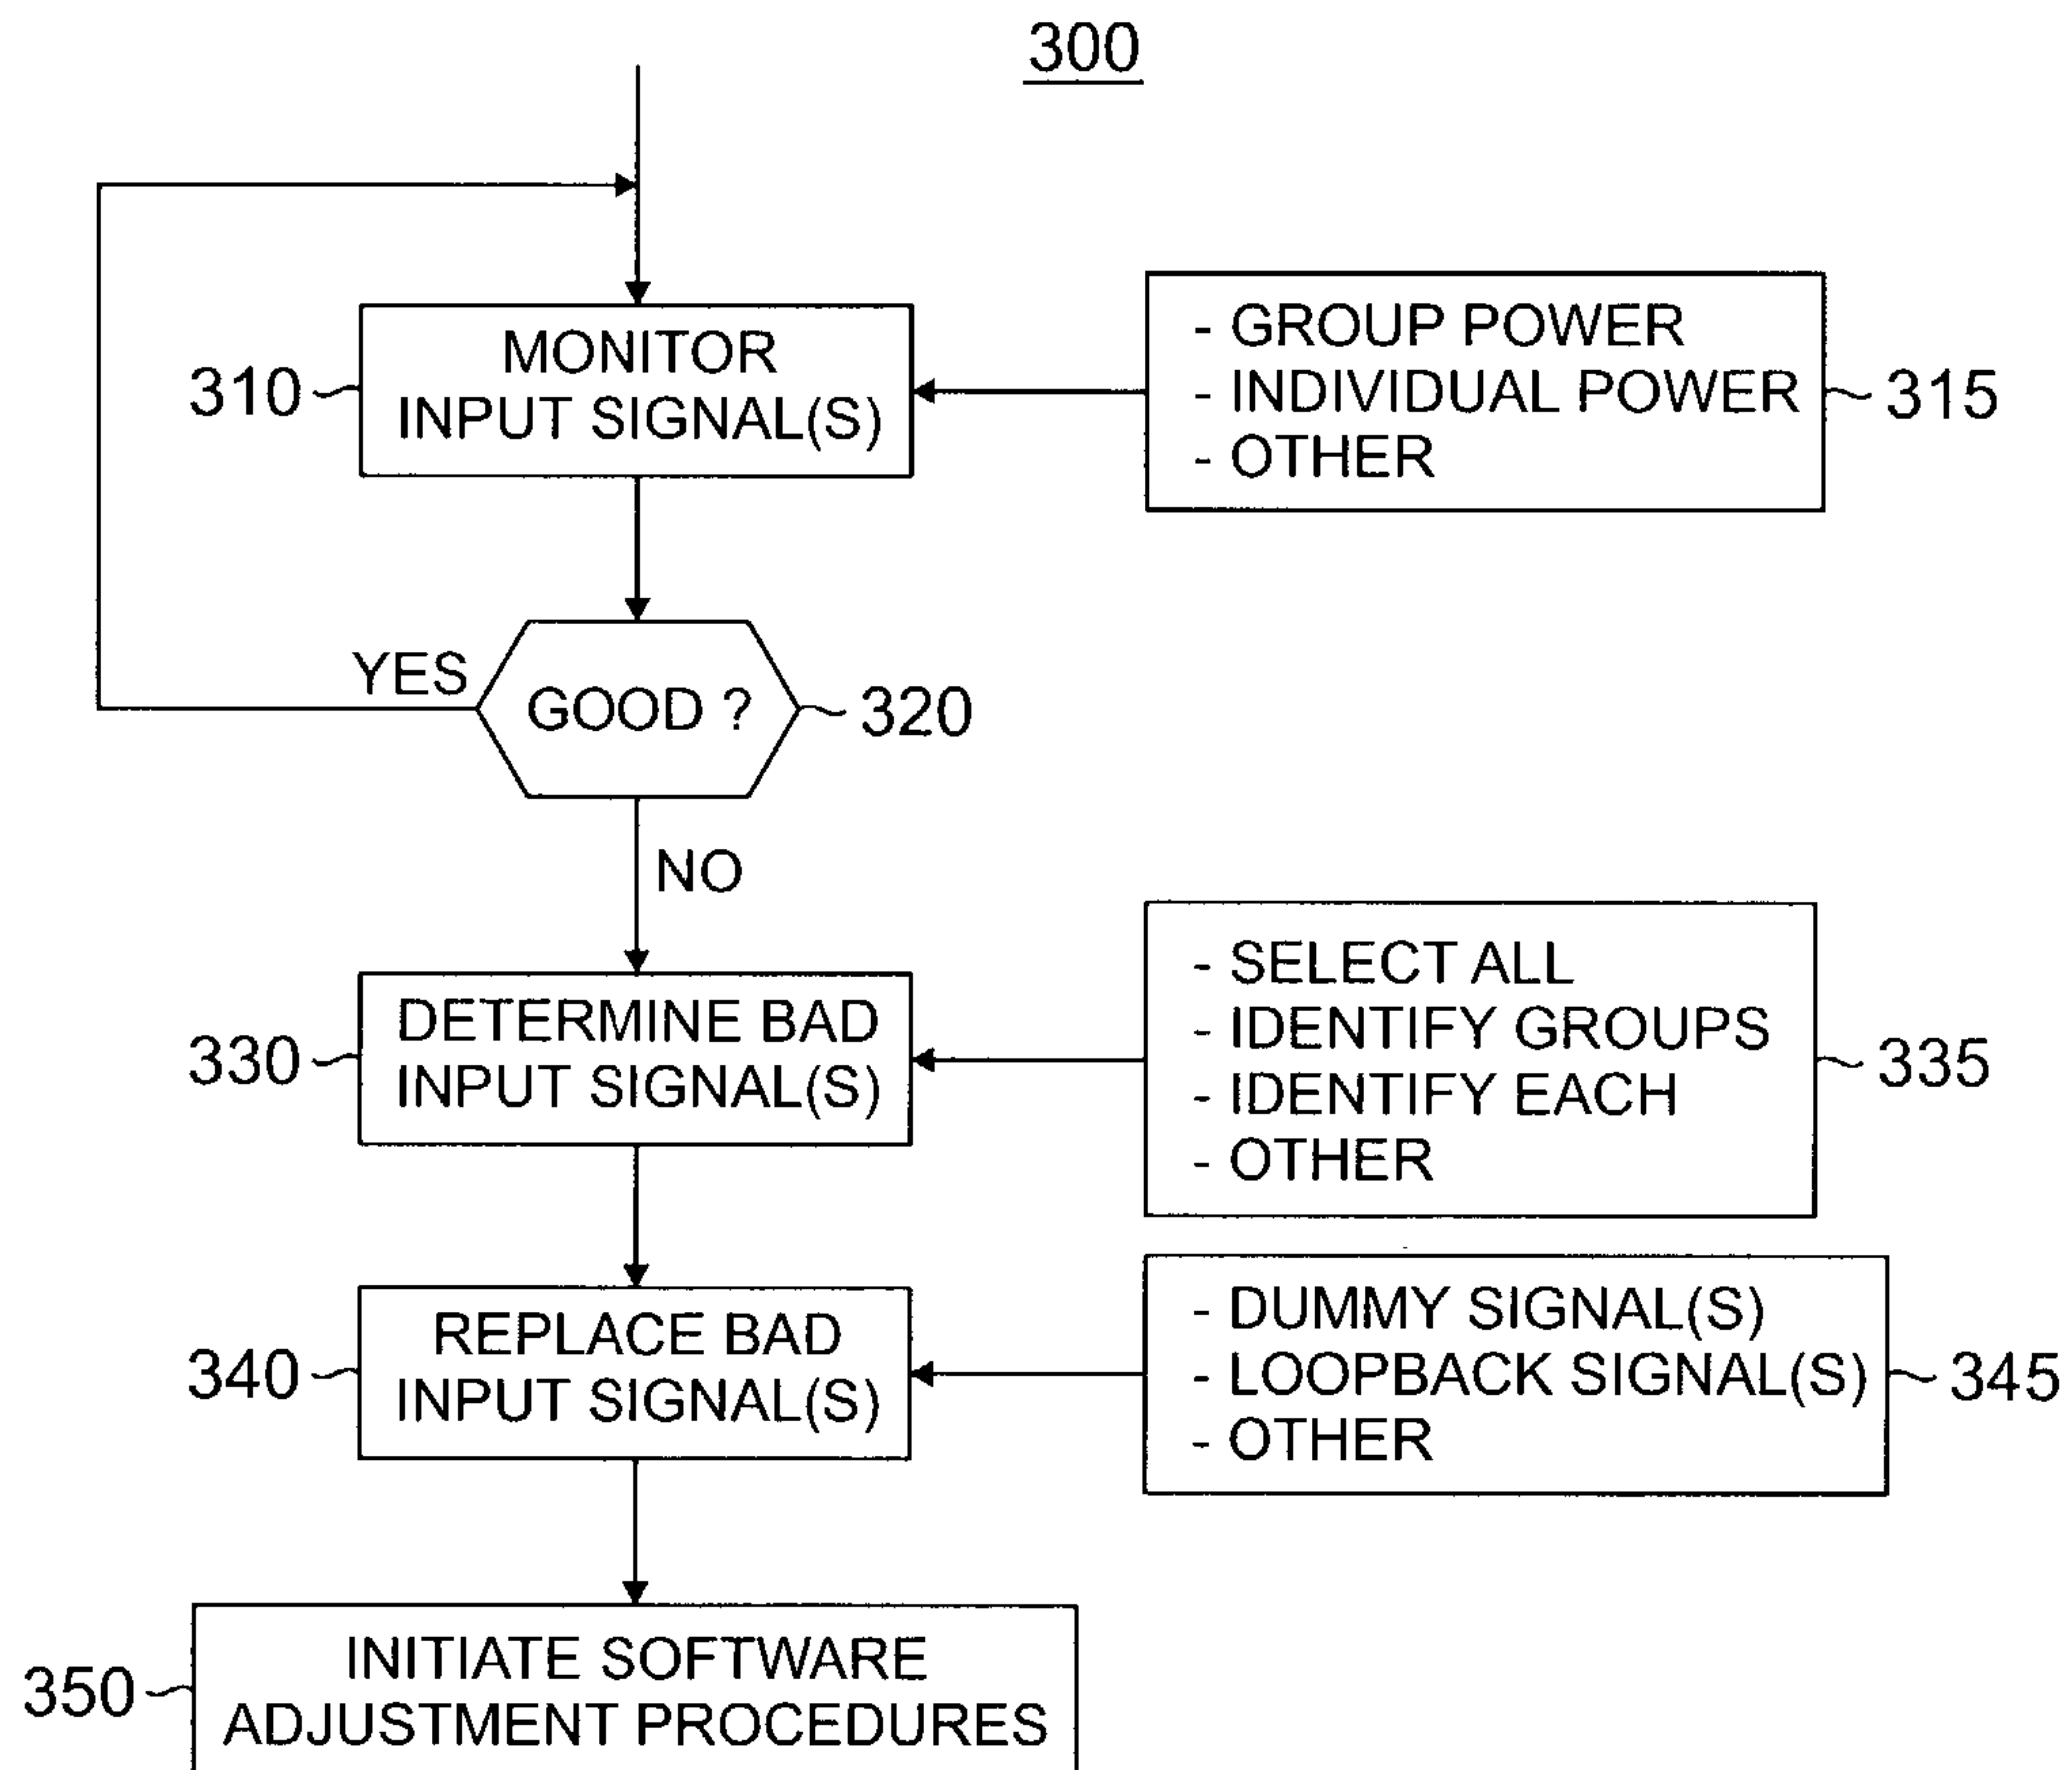 300
MONITOR
INPUT SIGNAL(S)
310
- GROUP POWER
- INDIVIDUAL POWER
- OTHER
315
YES
GOOD ?
320
NO
DETERMINE BAD
INPUT SIGNAL(S)
330
- SELECT ALL
- IDENTIFY GROUPS
- IDENTIFY EACH
- OTHER
335
REPLACE BAD
INPUT SIGNAL(S)
340
- DUMMY SIGNAL(S)
- LOOPBACK SIGNAL(S)
- OTHER
345
INITIATE SOFTWARE
ADJUSTMENT PROCEDURES
350